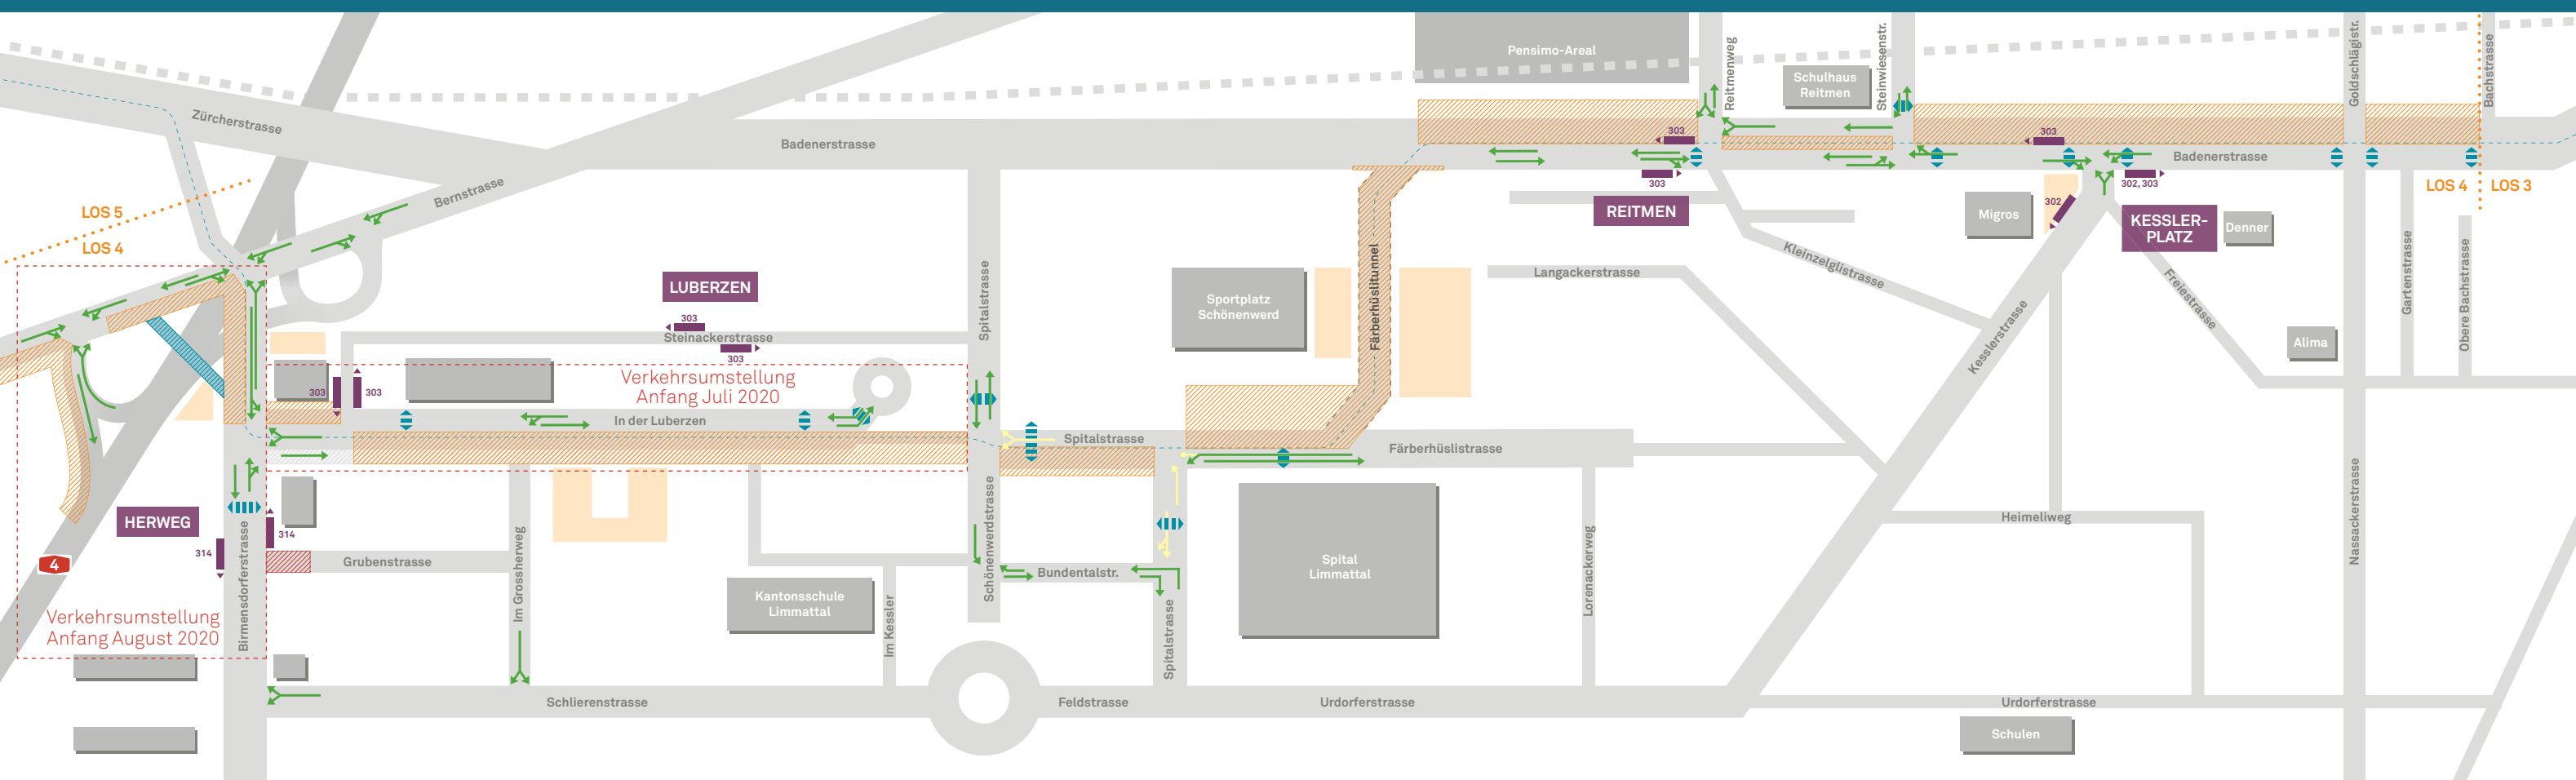 Pensimo-Areal
Schulhaus
Reitmen
Reitmenweg
Steinwiesenstr.
Goldschlägistr.
Bachstrasse
Zürcherstrasse
Badenerstrasse
Bernstrasse
303
303
303
302, 303
302
Badenerstrasse
LOS 4
LOS 3
REITMEN
Migros
KESSLER-
PLATZ
Denner
LOS 5
LOS 4
LUBERZEN
303
Steinackerstrasse
303
Spitalstrasse
Sportplatz
Schönenwerd
Färberhüslitunnel
Langackerstrasse
Kleinzelglistrasse
Kesslerstrasse
Freiestrasse
Gartenstrasse
Obere Bachstrasse
Alima
303
303
Verkehrsumstellung
Anfang Juli 2020
In der Luberzen
Spitalstrasse
Färberhüslistrasse
HERWEG
314
314
4
Grubenstrasse
Birmensdorferstrasse
Im Grossherweg
Schönenwerdstrasse
Bundentalstr.
Kantonsschule
Limmattal
Im Kessler
Spitalstrasse
Spital
Limmattal
Lorenackerweg
Heimeliweg
Nassackerstrasse
Verkehrsumstellung
Anfang August 2020
Schlierenstrasse
Feldstrasse
Urdorferstrasse
Urdorferstrasse
Schulen